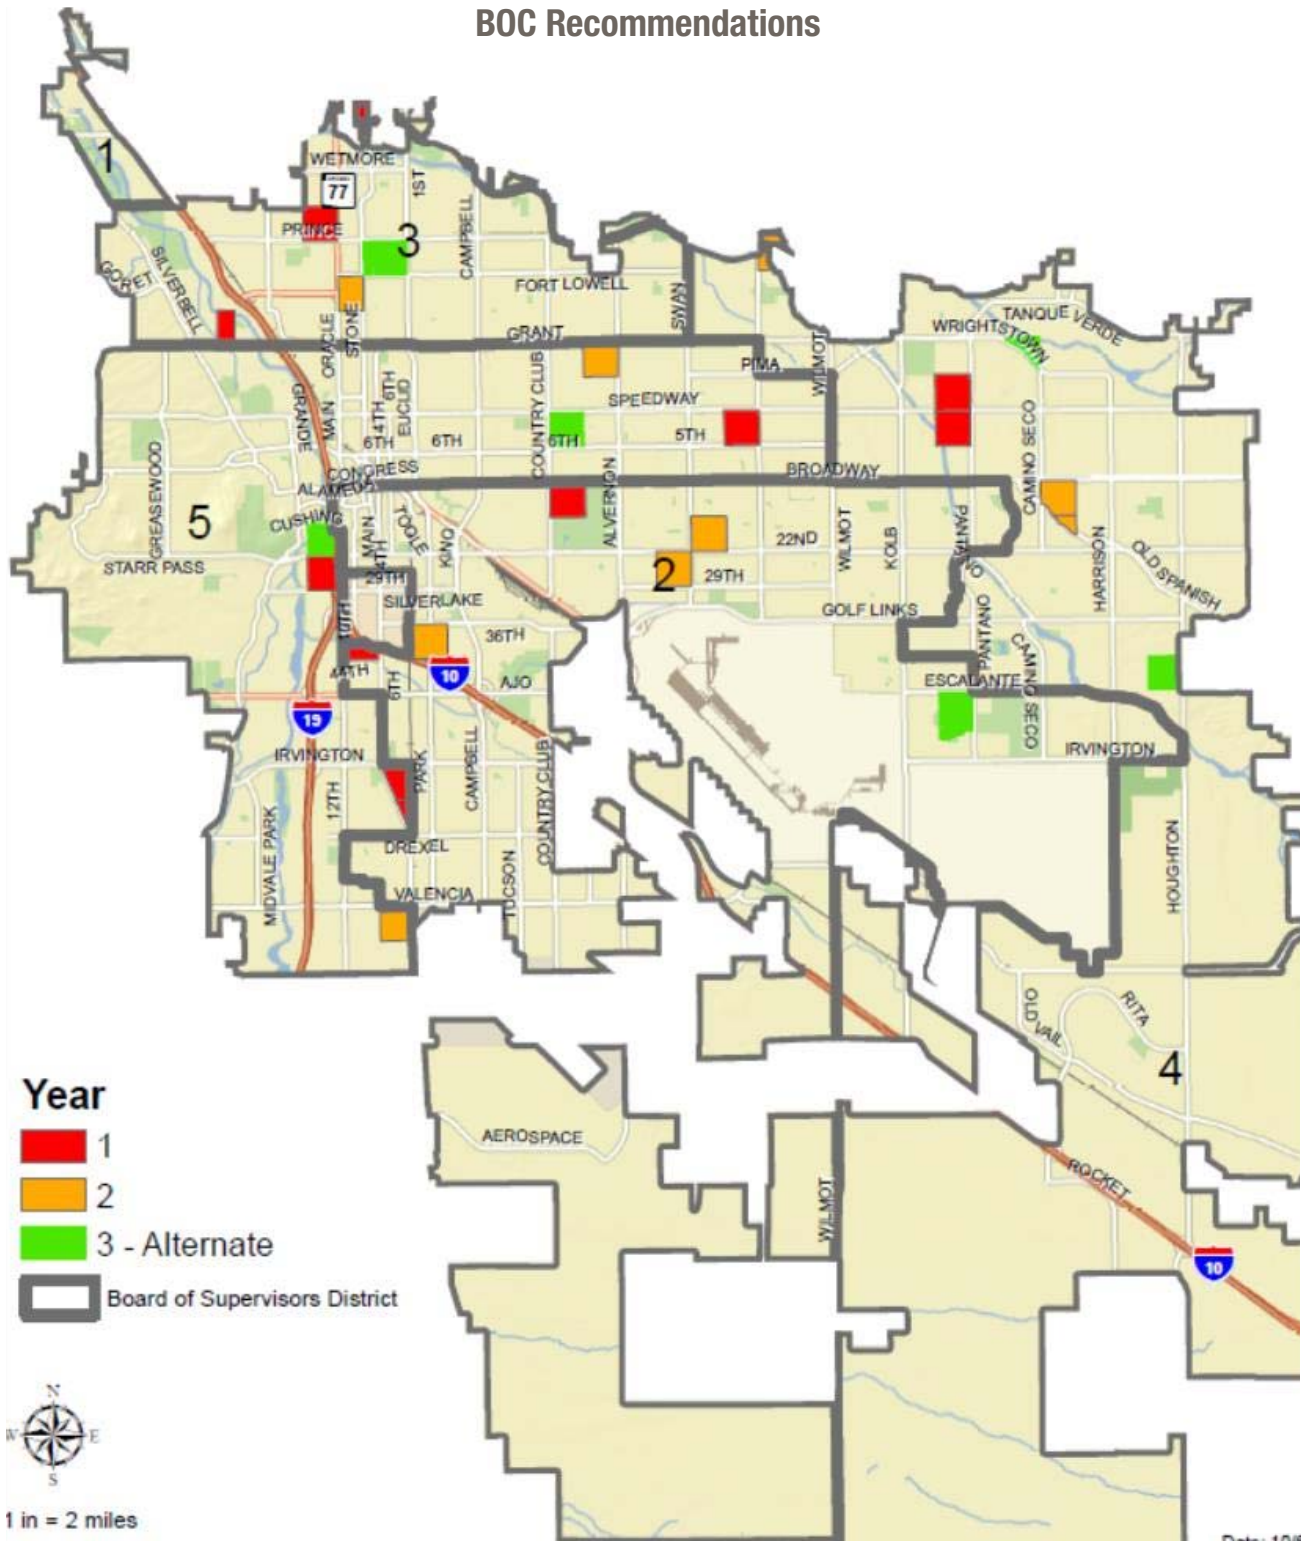 BOC Recommendations
1
WETMORE
77
1ST
PRINCE
3
CAMPBELL
SILVERBELL
GORET
FORT LOWELL
SWAN
TANQUE VERDE
WRIGHTSTOWN
STONE
ORACLE
GRANT
PIMA
WILMOT
COUNTRY CLUB
6TH
EUCLID
4TH
SPEEDWAY
GRANDE
MAIN
6TH
6TH
6TH
5TH
CAMINO SECO
GREASEWOOD
CONGRESS
ALAMEDA
BROADWAY
5
CUSHING
MAIN
TOOLE
KINO
ALVERNON
22ND
WILMOT
KOLB
PANTANO
HARRISON
OLD SPANISH
STARR PASS
4TH
29TH
2
29TH
SILVERLAKE
10TH
36TH
GOLF LINKS
PANTANO
CAMINO SECO
44TH
6TH
10
AJO
ESCALANTE
19
IRVINGTON
PARK
CAMPBELL
COUNTRY CLUB
IRVINGTON
12TH
MIDVALE PARK
DREXEL
VALENCIA
TUCSON
HOUGHTON
OLD VAIL
RITA
4
Year
1
2
3 - Alternate
Board of Supervisors District
AEROSPACE
WILMOT
ROCKET
10
N
W E
S
1 in = 2 miles